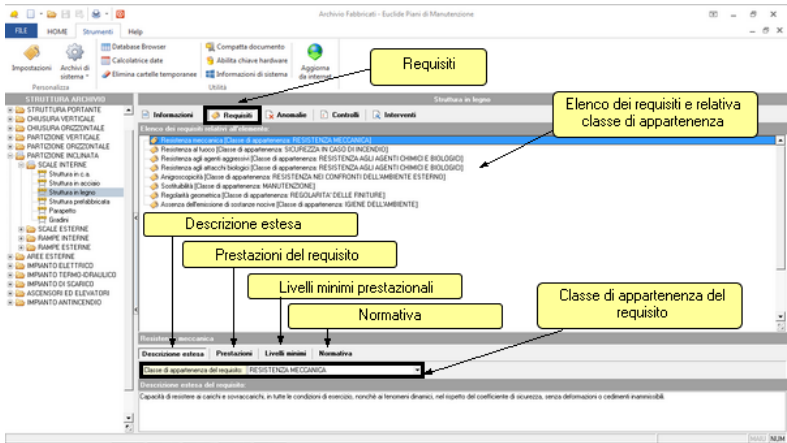 Archivio Fabbricati - Euclide Piani di Manutenzione
FILE HOME Strumenti Help
Impostazioni
Archivi di sistema
Database Browser
Calcolatrice date
Elimina cartelle temporanee
Compatta documento
Abilita chiave hardware
Informazioni di sistema
Aggiorna da internet
Personalizza
Utilità
Requisiti
STRUTTURA ARCHIVIO
Struttura in legno
STRUTTURA PORTANTE
CHIUSURA VERTICALE
CHIUSURA ORIZZONTALE
PARTIZIONE VERTICALE
PARTIZIONE ORIZZONTALE
PARTIZIONE INCLINATA
SCALE INTERNE
Struttura in c.a.
Struttura in acciaio
Struttura in legno
Struttura prefabbricata
Parapetto
Gradini
SCALE ESTERNE
RAMPE INTERNE
RAMPE ESTERNE
AREE ESTERNE
IMPIANTO ELETTRICO
IMPIANTO TERMO-IDRAULICO
IMPIANTO DI SCARICO
ASCENSORI ED ELEVATORI
IMPIANTO ANTINCENDIO
Informazioni Requisiti Anomalie Controlli Interventi
Elenco dei requisiti e relativa
classe di appartenenza
Elenco dei requisiti relativi all'elemento:
Resistenza meccanica [Classe di appartenenza: RESISTENZA MECCANICA]
Resistenza al fuoco [Classe di appartenenza: SICUREZZA IN CASO DI INCENDIO]
Resistenza agli agenti aggressivi [Classe di appartenenza: RESISTENZA AGLI AGENTI CHIMICI E BIOLOGICI]
Resistenza agli attacchi biologici [Classe di appartenenza: RESISTENZA AGLI AGENTI CHIMICI E BIOLOGICI]
Anigroscopicità [Classe di appartenenza: RESISTENZA NEI CONFRONTI DELL'AMBIENTE ESTERNO]
Sostituibilità [Classe di appartenenza: MANUTENZIONE]
Regolarità geometrica [Classe di appartenenza: REGOLARITA' DELLE FINITURE]
Assenza dell'emissione di sostanze nocive [Classe di appartenenza: IGIENE DELL'AMBIENTE]
Descrizione estesa
Prestazioni del requisito
Livelli minimi prestazionali
Normativa
Classe di appartenenza del
requisito
Resistenza meccanica
Descrizione estesa Prestazioni Livelli minimi Normativa
Classe di appartenenza del requisito: RESISTENZA MECCANICA
Descrizione estesa del requisito:
Capacità di resistere ai carichi e sovraccarichi, in tutte le condizioni di esercizio, nonchè ai fenomeni dinamici, nel rispetto del coefficiente di sicurezza, senza deformazioni o cedimenti inammissibili.
MAIU NUM